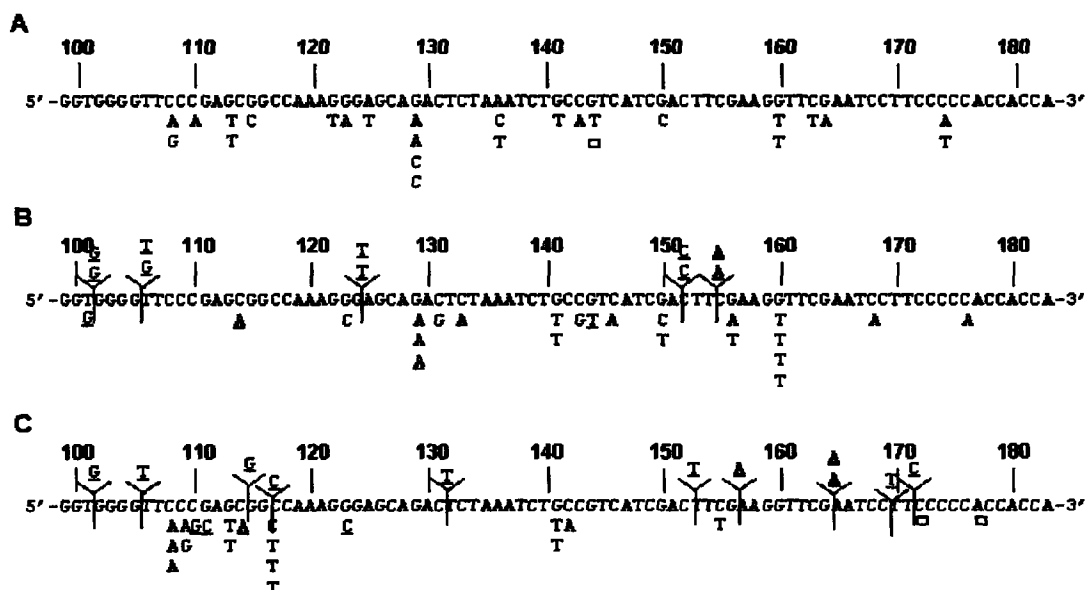 A
100 110 120 130 140 150 160 170 180
5'-GGTGGGGTTCCCGAGCGGCCAAAGGGAGCAGACTCTAAATCTGCCGTCATCGACTTCGAAGGTTCGAATCCTTCCCCCACCACCA-3'
A A T C T A T A C T A T C T T A A
G T A T T T
C
C
B
100 110 120 130 140 150 160 170 180
G T T C A
G G T C A
5'-GGTGGGGTTCCCGAGCGGCCAAAGGGAGCAGACTCTAAATCTGCCGTCATCGACTTCGAAGGTTCGAATCCTTCCCCCACCACCA-3'
G A C A G A T G T A C A T A A
A T T T T
A T
T
C
100 110 120 130 140 150 160 170 180
G A
G T C T T A A T C
5'-GGTGGGGTTCCCGAGCGGCCAAAGGGAGCAGACTCTAAATCTGCCGTCATCGACTTCGAAGGTTCGAATCCTTCCCCCACCACCA-3'
A A G C T A C C T A T
A G T T T
A T
T